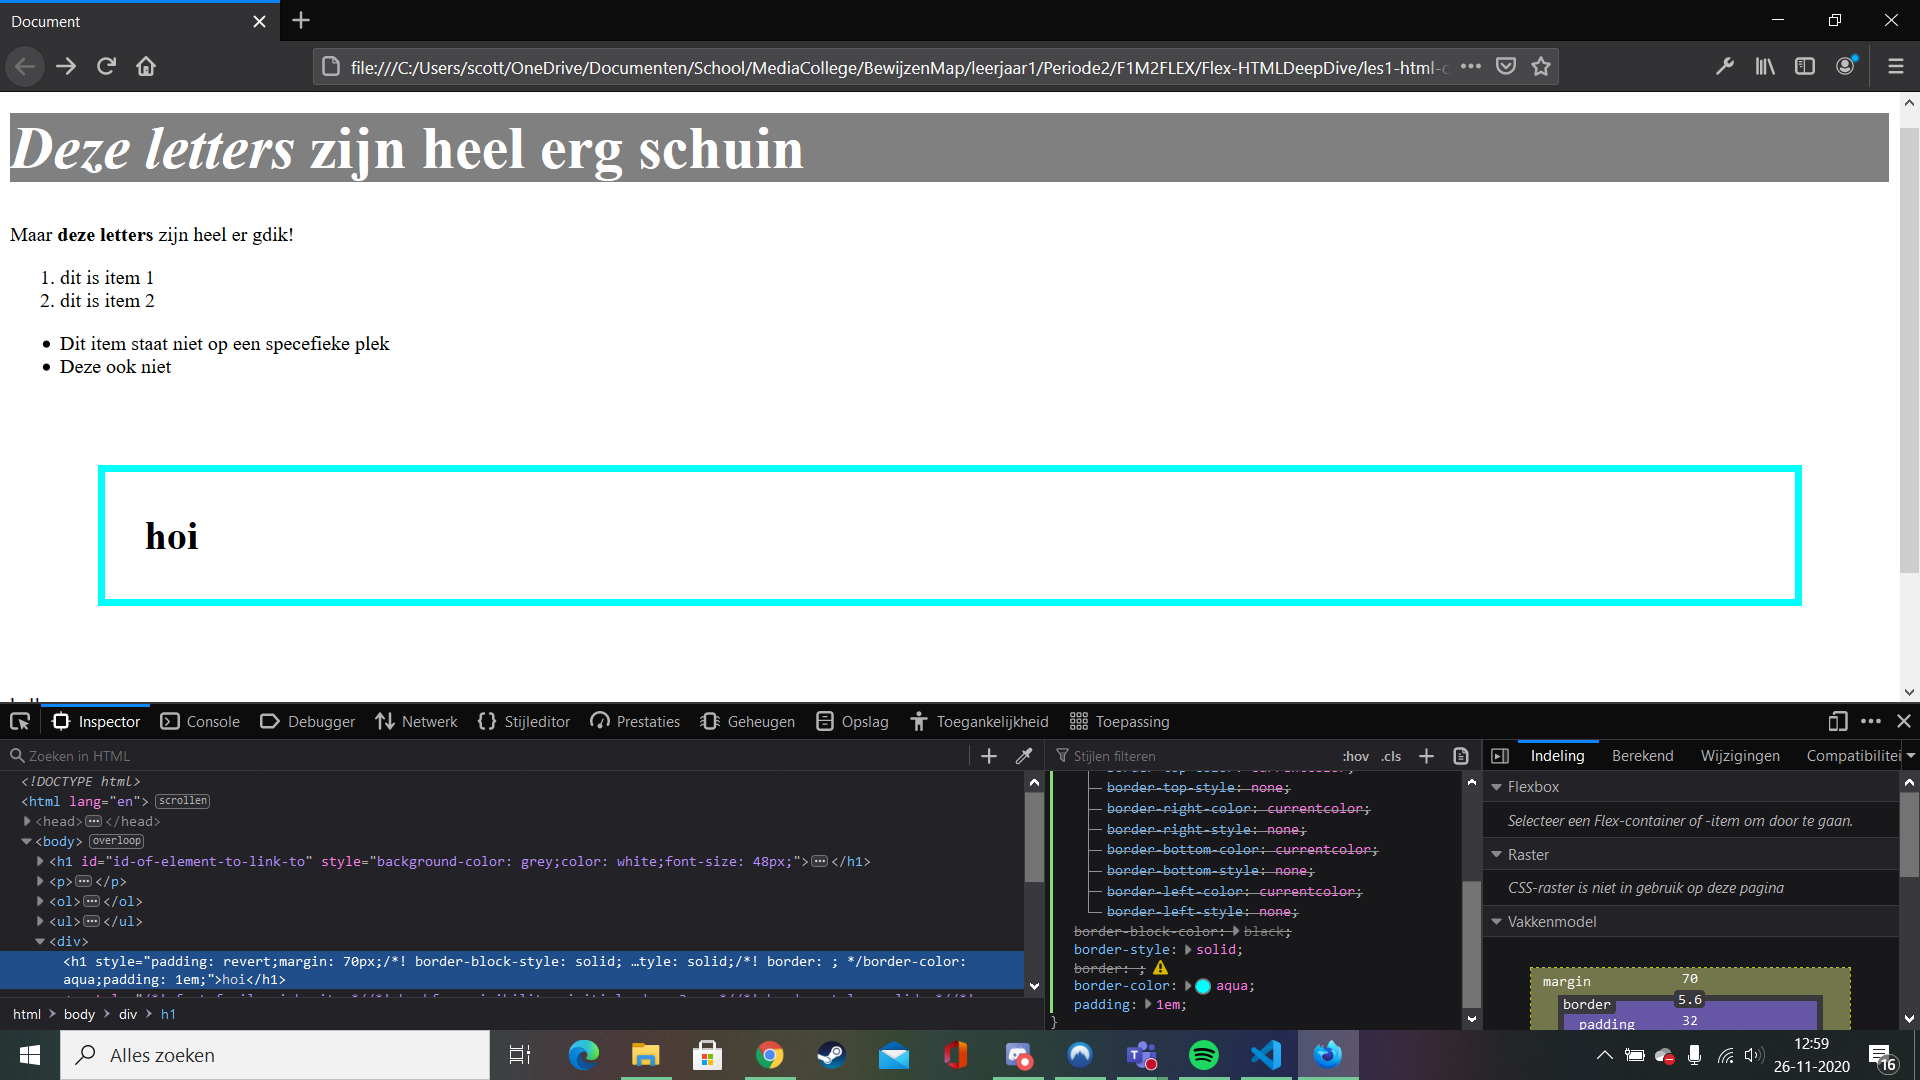 Document
file:///C:/Users/scott/OneDrive/Documenten/School/MediaCollege/BewijzenMap/leerjaar1/Periode2/F1M2FLEX/Flex-HTMLDeepDive/les1-html-c
Deze letters zijn heel erg schuin
Maar deze letters zijn heel er gdik!
1. dit is item 1
2. dit is item 2
• Dit item staat niet op een specefieke plek
• Deze ook niet
hoi
Inspector Console Debugger Netwerk Stijleditor Prestaties Geheugen Opslag Toegankelijkheid Toepassing
Zoeken in HTML
<!DOCTYPE html>
<html lang="en"> scrollen
<head> ··· </head>
<body> overloop
<h1 id="id-of-element-to-link-to" style="background-color: grey;color: white;font-size: 48px;"> ··· </h1>
<p> ··· </p>
<ol> ··· </ol>
<ul> ··· </ul>
<div>
<h1 style="padding: revert;margin: 70px;/*! border-block-style: solid; …tyle: solid;/*! border: ; */border-color:
aqua;padding: 1em;">hoi</h1>
html > body > div > h1
Stijlen filteren :hov .cls
border-top-style: none;
border-right-color: currentcolor;
border-right-style: none;
border-bottom-color: currentcolor;
border-bottom-style: none;
border-left-color: currentcolor;
border-left-style: none;
border-block-color: black;
border-style: solid;
border: ;
border-color: aqua;
padding: 1em;
}
Indeling Berekend Wijzigingen Compatibilitei
Flexbox
Selecteer een Flex-container of -item om door te gaan.
Raster
CSS-raster is niet in gebruik op deze pagina
Vakkenmodel
margin 70
border 5.6
padding 32
Alles zoeken
12:59
26-11-2020
16